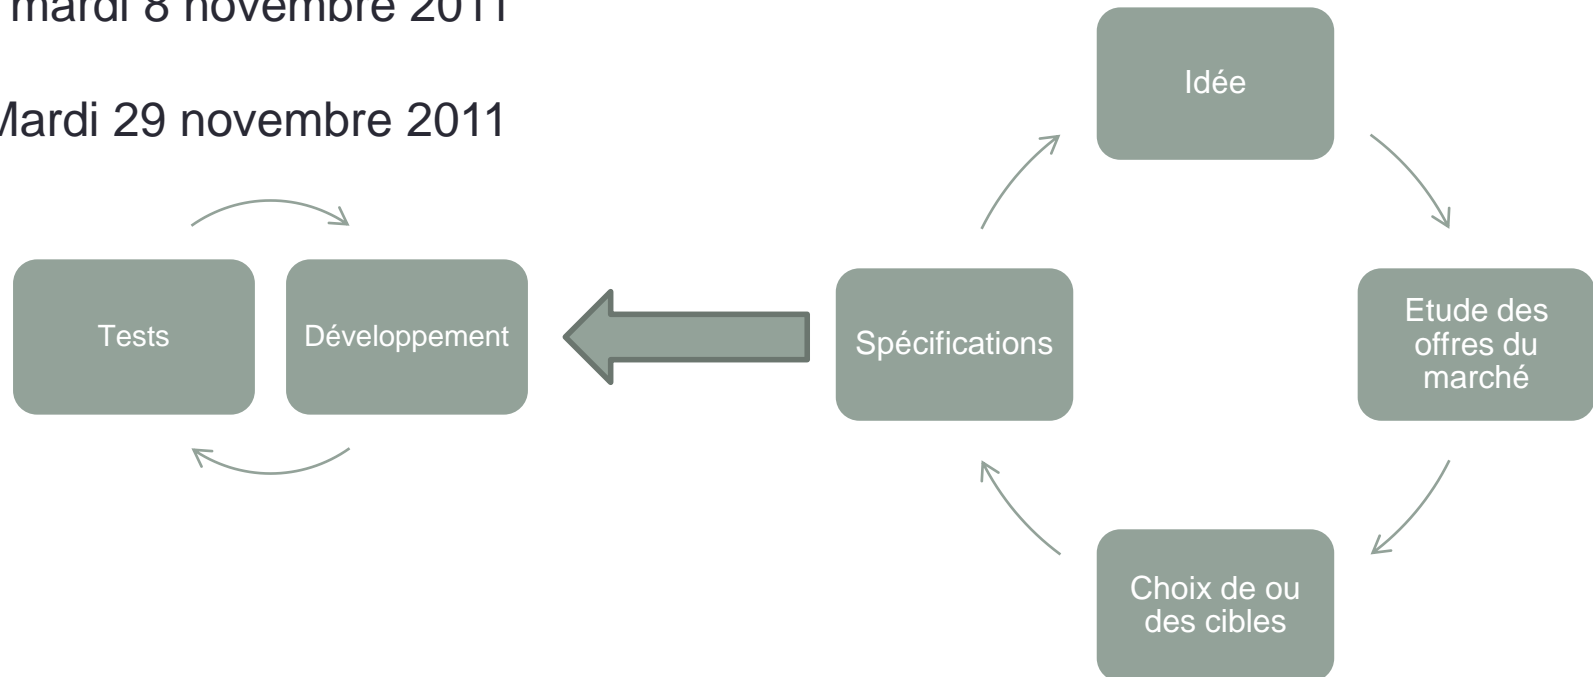 mardi 8 novembre 2011
Mardi 29 novembre 2011
Idée
Tests
Développement
Spécifications
Etude des
offres du
marché
Choix de ou
des cibles